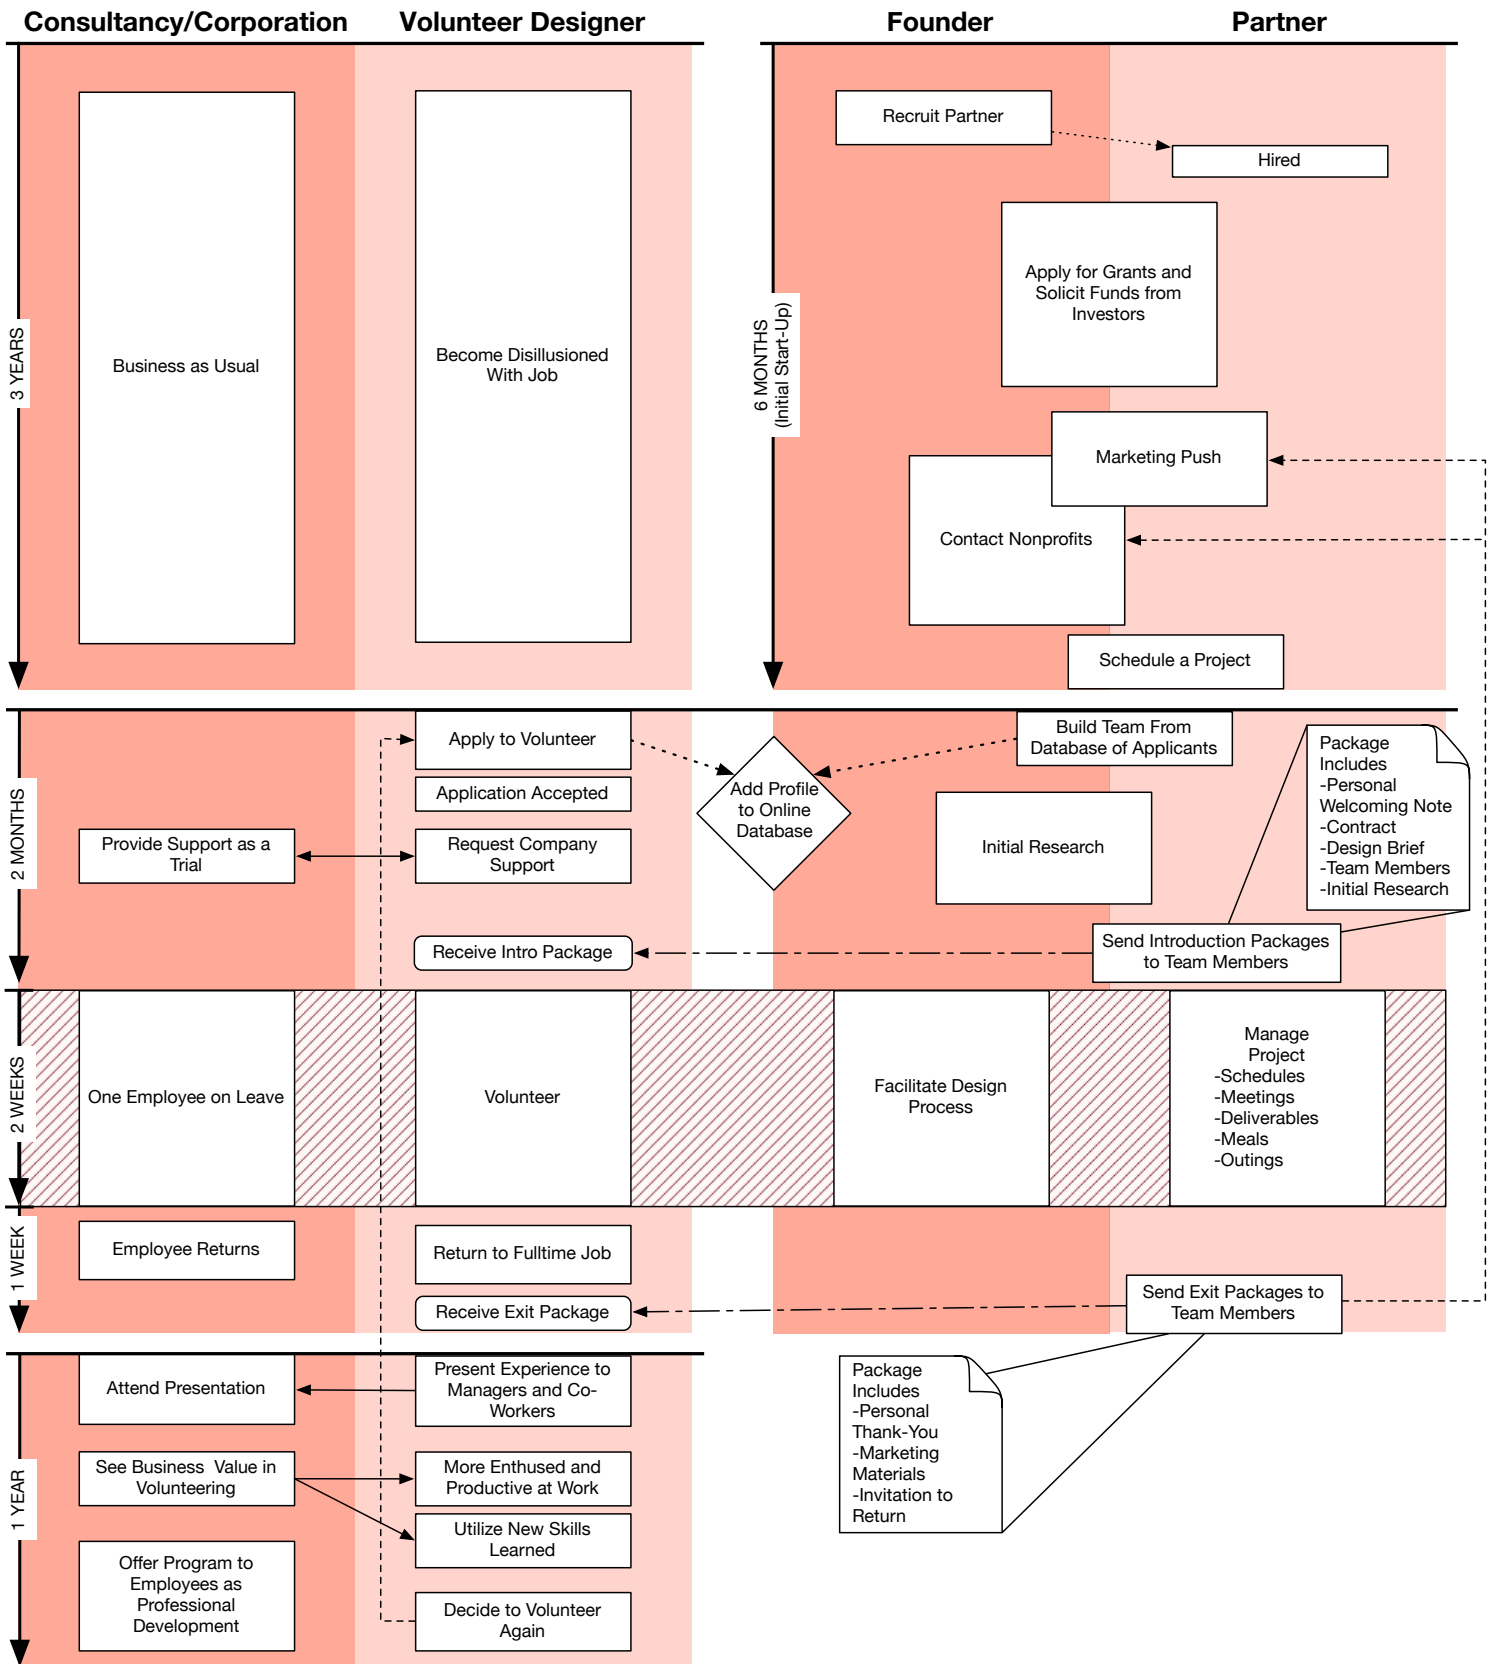 Consultancy/Corporation
Volunteer Designer
Founder
Partner
3 YEARS
Business as Usual
Become Disillusioned
With Job
6 MONTHS
(Initial Start-Up)
Recruit Partner
Hired
Apply for Grants and
Solicit Funds from
Investors
Marketing Push
Contact Nonprofits
Schedule a Project
2 MONTHS
Apply to Volunteer
Application Accepted
Provide Support as a
Trial
Request Company
Support
Receive Intro Package
Add Profile
to Online
Database
Build Team From
Database of Applicants
Initial Research
Send Introduction Packages
to Team Members
Package
Includes
-Personal
Welcoming Note
-Contract
-Design Brief
-Team Members
-Initial Research
2 WEEKS
One Employee on Leave
Volunteer
Facilitate Design
Process
Manage
Project
-Schedules
-Meetings
-Deliverables
-Meals
-Outings
1 WEEK
Employee Returns
Return to Fulltime Job
Receive Exit Package
Send Exit Packages to
Team Members
Package
Includes
-Personal
Thank-You
-Marketing
Materials
-Invitation to
Return
1 YEAR
Attend Presentation
Present Experience to
Managers and Co-
Workers
See Business  Value in
Volunteering
More Enthused and
Productive at Work
Utilize New Skills
Learned
Offer Program to
Employees as
Professional
Development
Decide to Volunteer
Again